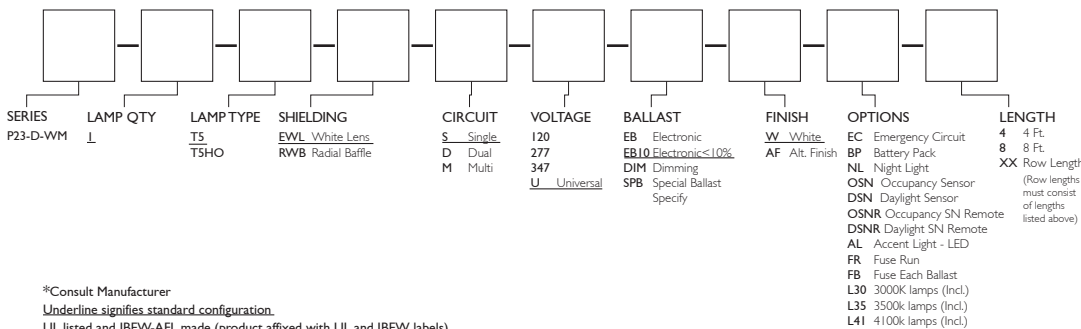 SERIES
P23-D-WM
LAMP QTY
1
LAMP TYPE
T5
T5HO
SHIELDING
EWL White Lens
RWB Radial Baffle
CIRCUIT
S Single
D Dual
M Multi
VOLTAGE
120
277
347
U Universal
BALLAST
EB Electronic
EB10 Electronic<10%
DIM Dimming
SPB Special Ballast
Specify
FINISH
W White
AF Alt. Finish
OPTIONS
EC Emergency Circuit
BP Battery Pack
NL Night Light
OSN Occupancy Sensor
DSN Daylight Sensor
OSNR Occupancy SN Remote
DSNR Daylight SN Remote
AL Accent Light - LED
FR Fuse Run
FB Fuse Each Ballast
L30 3000K lamps (Incl.)
L35 3500k lamps (Incl.)
L41 4100k lamps (Incl.)
LENGTH
4 4 Ft.
8 8 Ft.
XX Row Length
(Row lengths
must consist
of lengths
listed above)
*Consult Manufacturer
Underline signifies standard configuration
UL listed and IBEW-AFL made (product affixed with UL and IBEW labels)